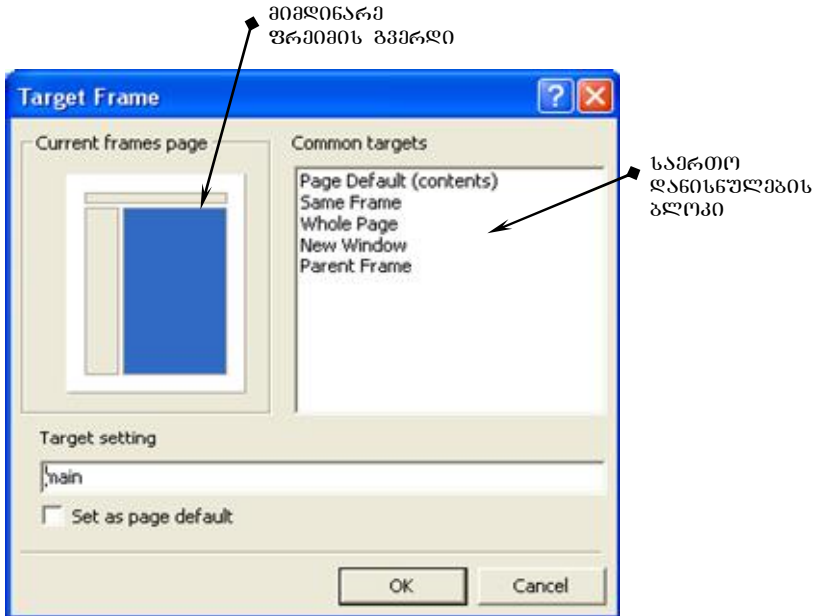 მიმდინარე
ფრეიმის გვერდი
Target Frame
Current frames page
Common targets
Page Default (contents)
Same Frame
Whole Page
New Window
Parent Frame
საერთო
დანისნულების
ბლოკი
Target setting
main
Set as page default
OK
Cancel